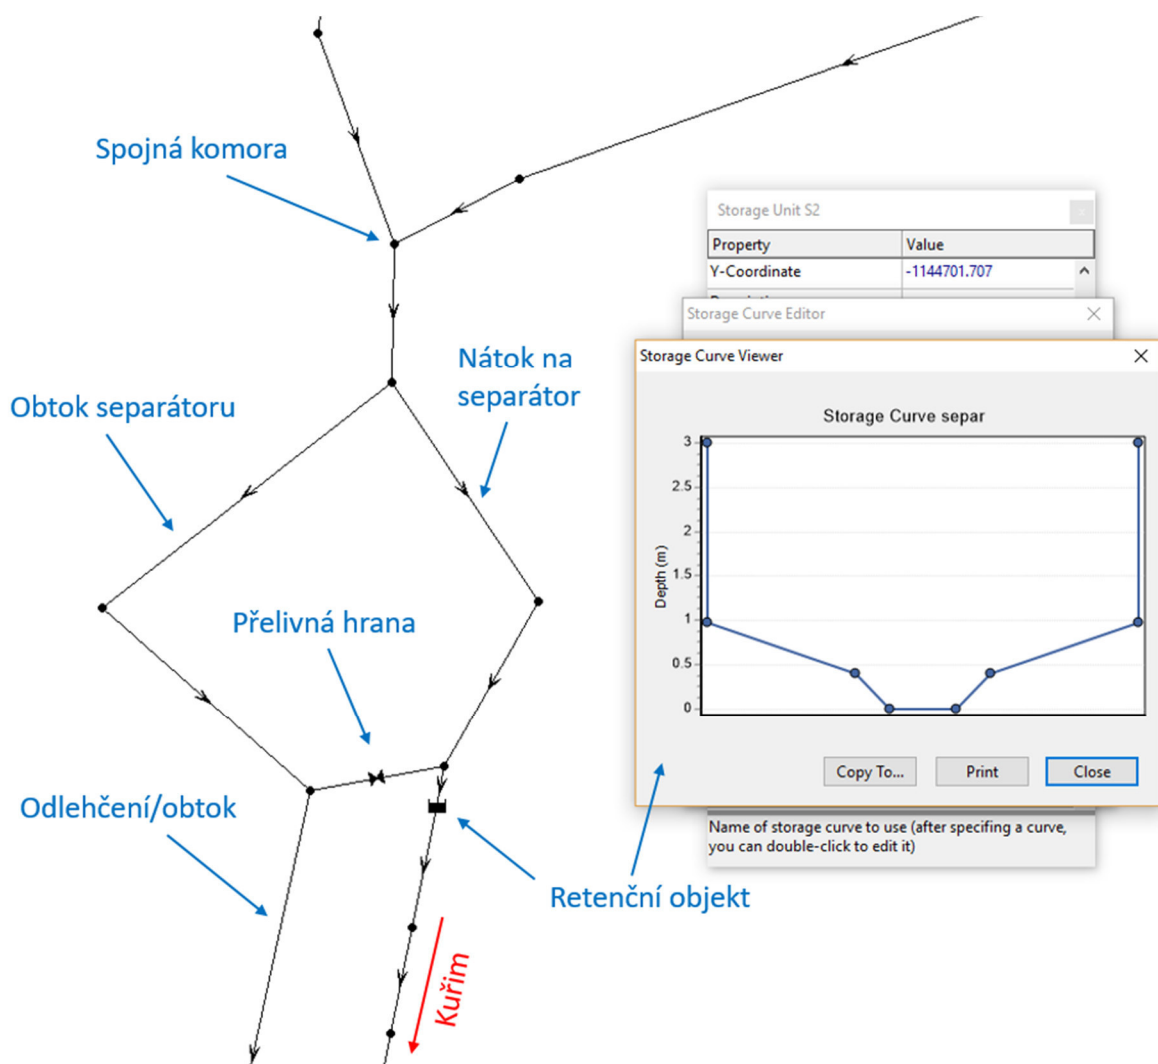 Spojná komora
Obtok separátoru
Nátok na
separátor
Přelivná hrana
Odlehčení/obtok
Retenční objekt
Kuřim
Storage Unit S2
Property
Value
Y-Coordinate
-1144701.707
Storage Curve Editor
Storage Curve Viewer
Storage Curve separ
3
2.5
2
1.5
1
0.5
0
Depth (m)
Copy To...
Print
Close
Name of storage curve to use (after specifing a curve,
you can double-click to edit it)